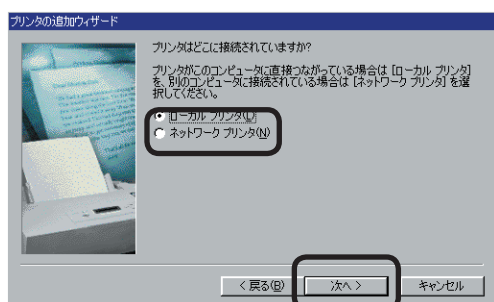 プリンタの追加ウィザード
プリンタはどこに接続されていますか?
プリンタがこのコンピュータに直接つながっている場合は [ローカル プリンタ]
を、別のコンピュータに接続されている場合は [ネットワーク プリンタ] を選
択してください。
ローカル プリンタ(L)
ネットワーク プリンタ(N)
< 戻る(B)
次へ >
キャンセル